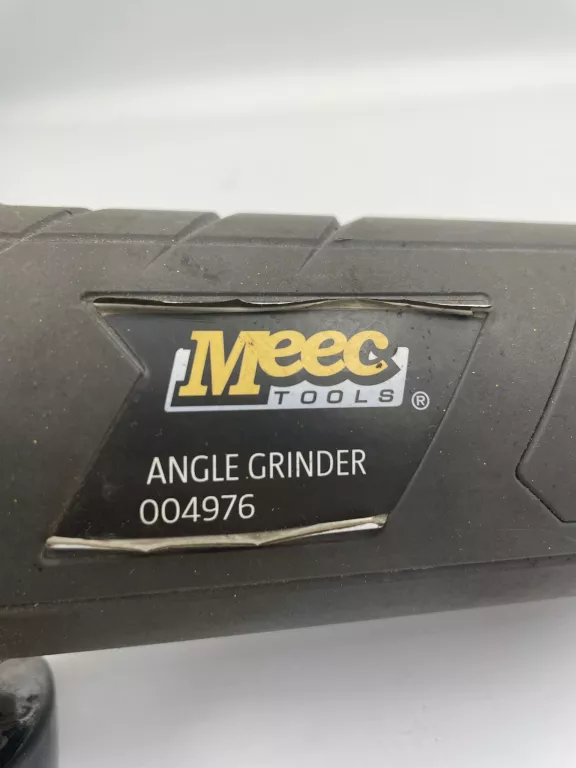 Meec
TOOLS ®
ANGLE GRINDER
004976